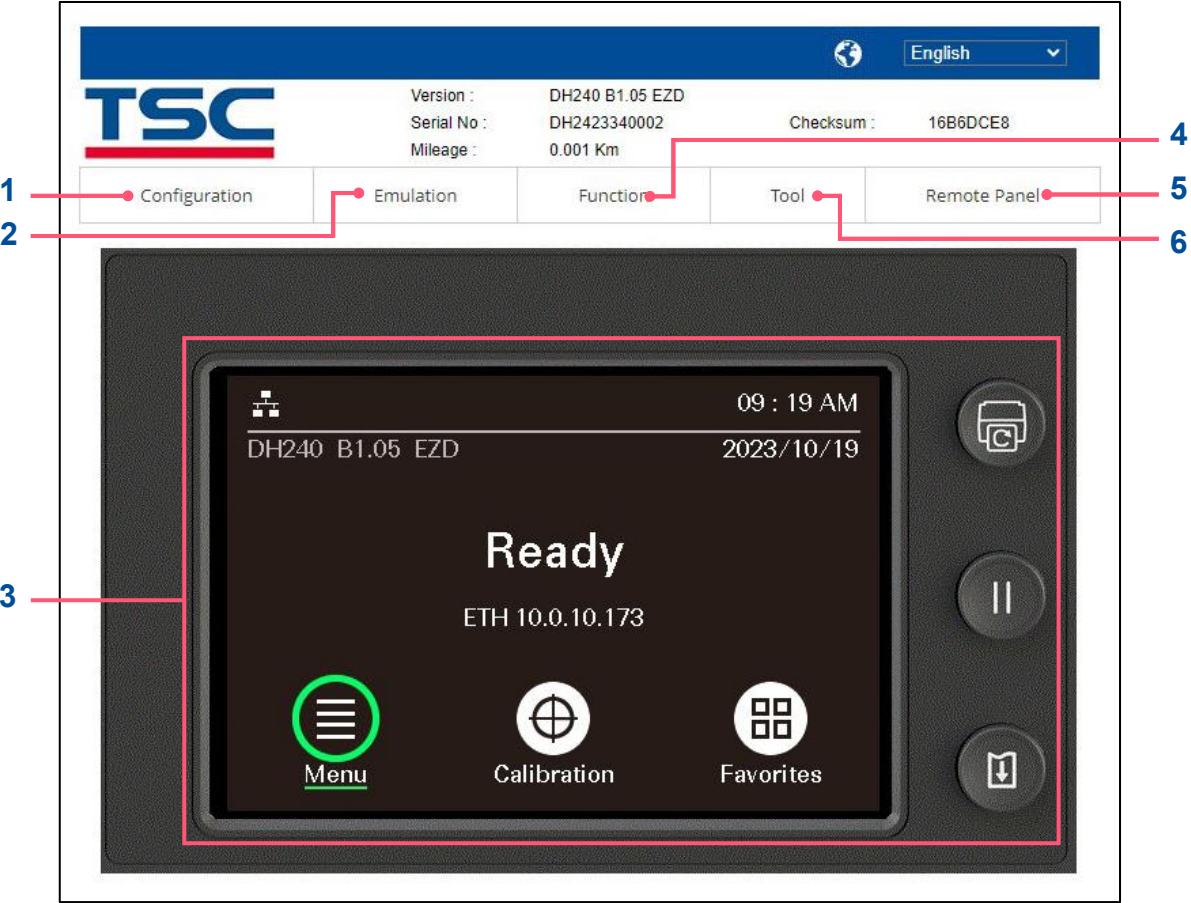 English
TSC
Version : DH240 B1.05 EZD
Serial No : DH2423340002 Checksum : 16B6DCE8
Mileage : 0.001 Km
4
1 Configuration Emulation Function Tool Remote Panel 5
2 6
09 : 19 AM
DH240 B1.05 EZD 2023/10/19
Ready
3
ETH 10.0.10.173
Menu Calibration Favorites